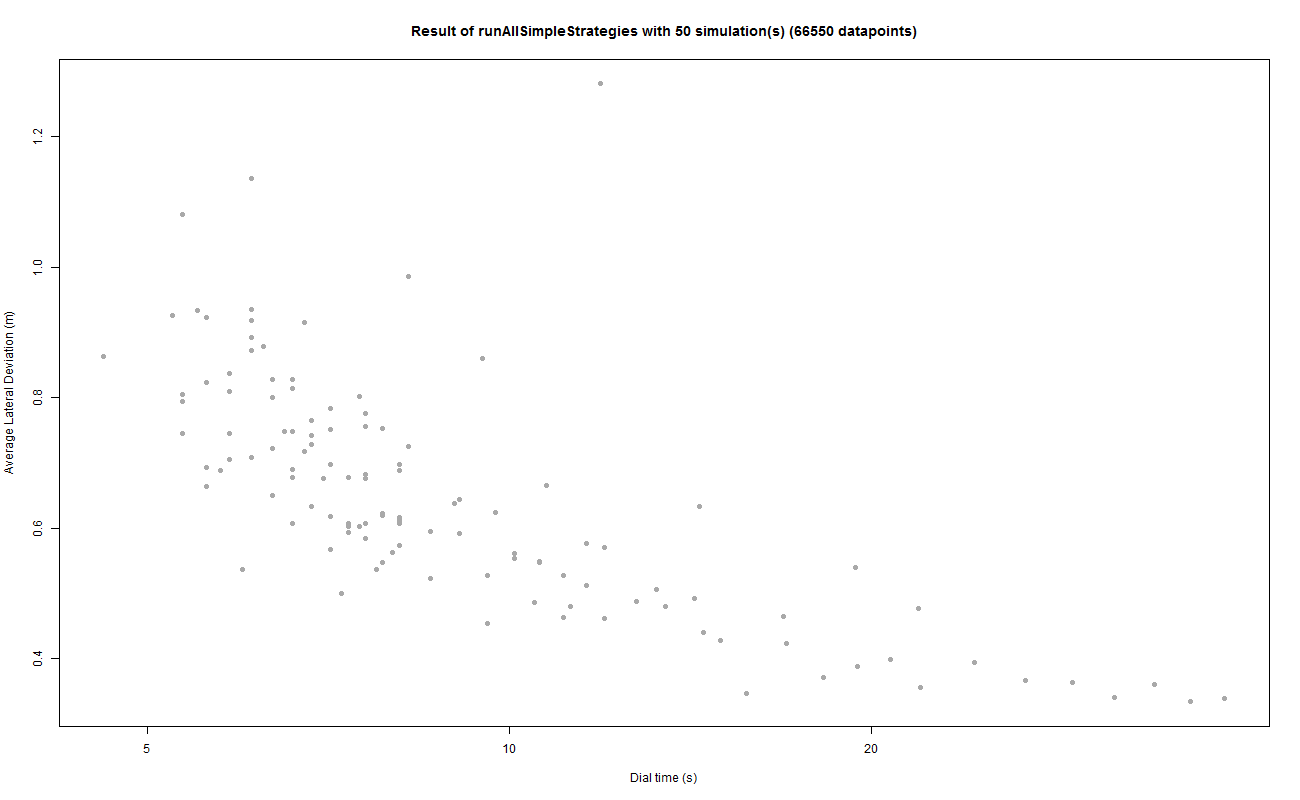 Result of runAllSimpleStrategies with 50 simulation(s) (66550 datapoints)
1.2
1.0
0.8
0.6
0.4
Average Lateral Deviation (m)
5 10 20
Dial time (s)